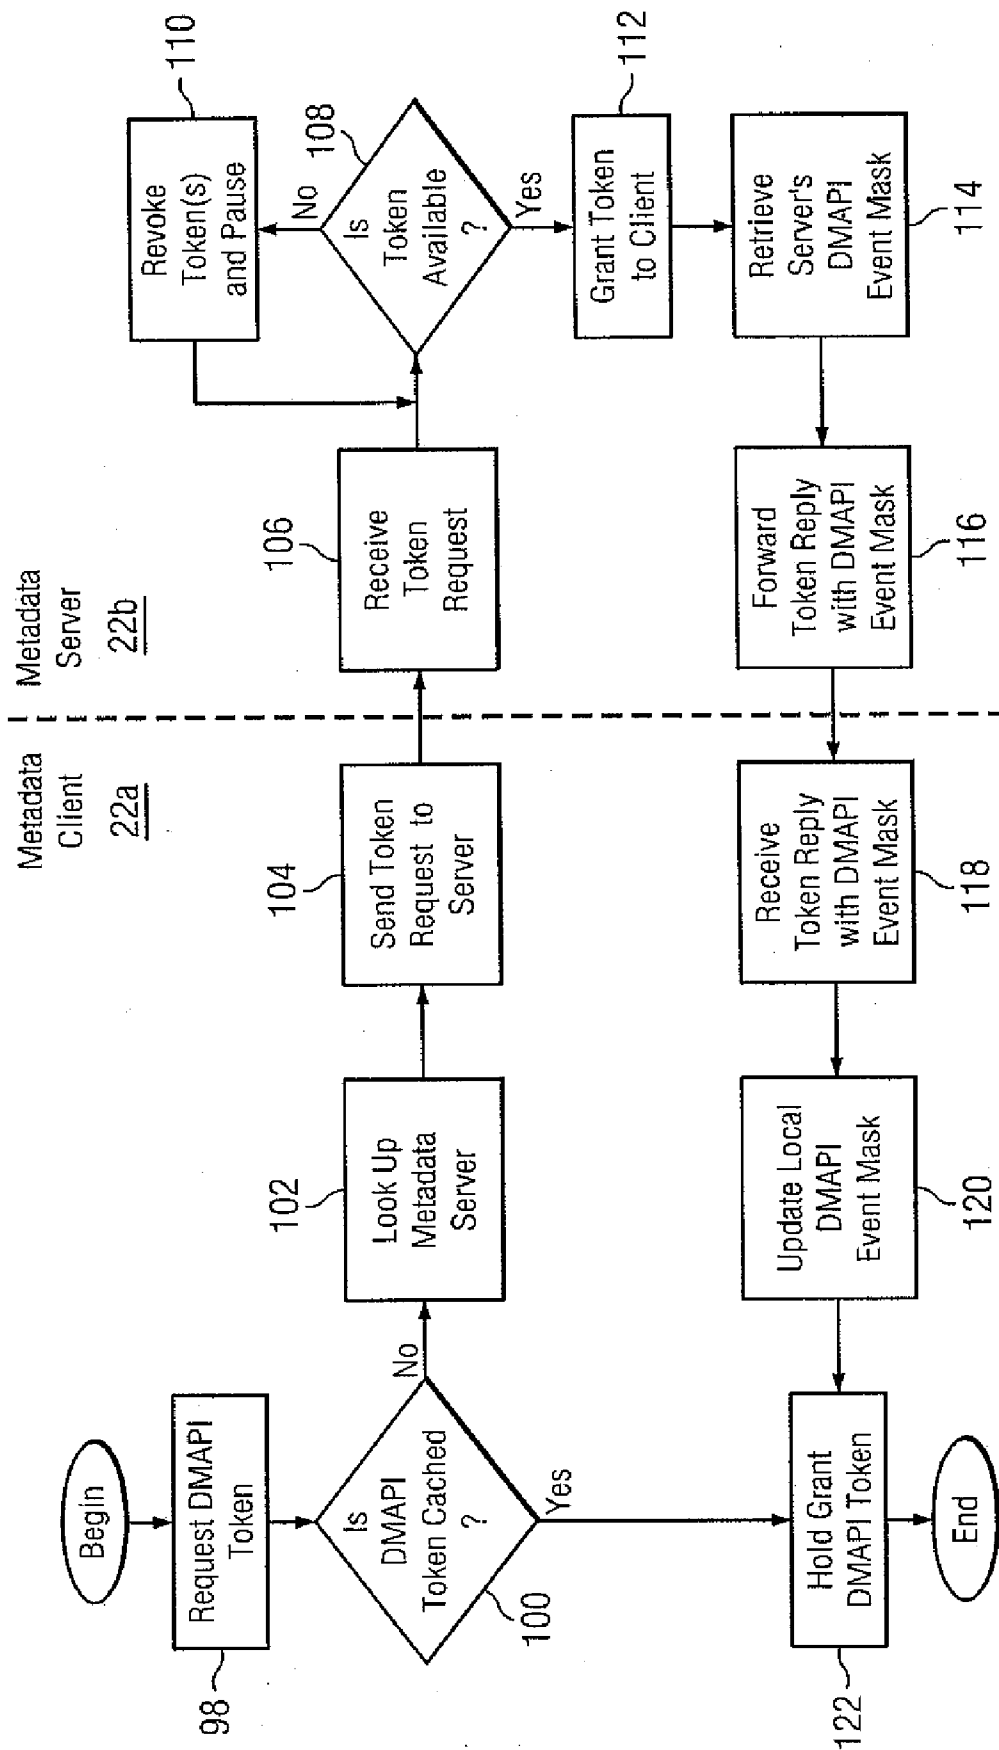 Metadata
Client
22a
Metadata
Server
22b
Begin
98
Request DMAPI
Token
Is
DMAPI
Token Cached
?
100
No
Yes
102
Look Up
Metadata
Server
104
Send Token
Request to
Server
106
Receive
Token
Request
108
Is
Token
Available
?
No
Yes
110
Revoke
Token(s)
and Pause
112
Grant Token
to Client
Retrieve
Server's
DMAPI
Event Mask
114
Forward
Token Reply
with DMAPI
Event Mask
116
Receive
Token Reply
with DMAPI
Event Mask
118
Update Local
DMAPI
Event Mask
120
Hold Grant
DMAPI Token
122
End